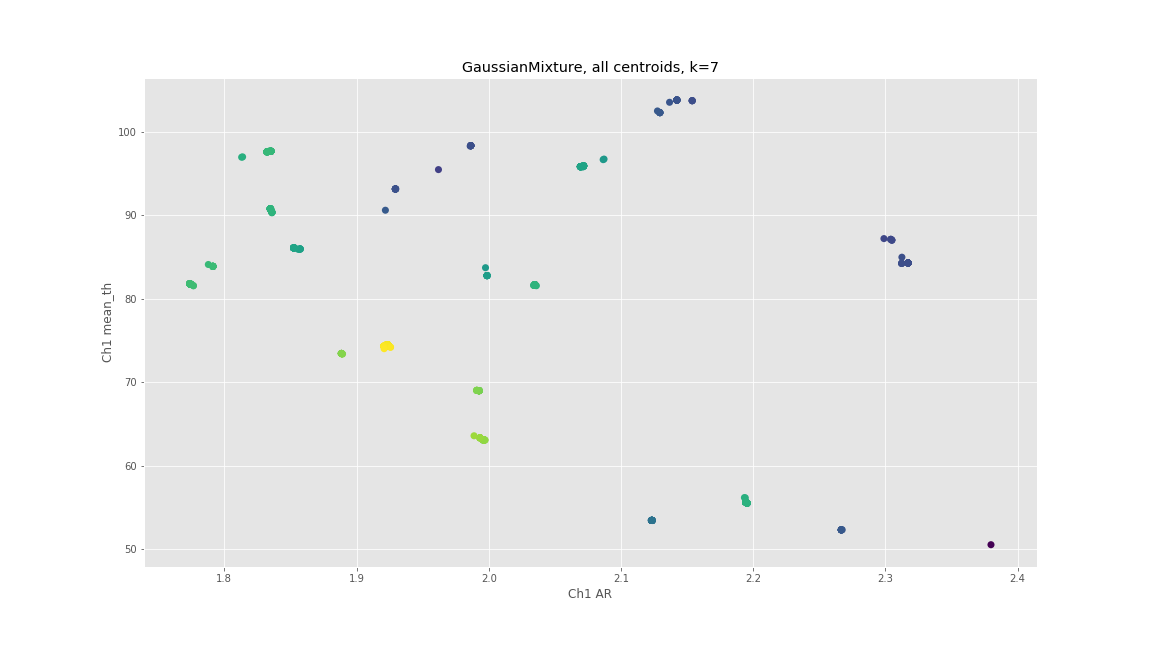 GaussianMixture, all centroids, k=7
100
90
80
70
60
50
Ch1 mean_th
1.8 1.9 2.0 2.1 2.2 2.3 2.4
Ch1 AR